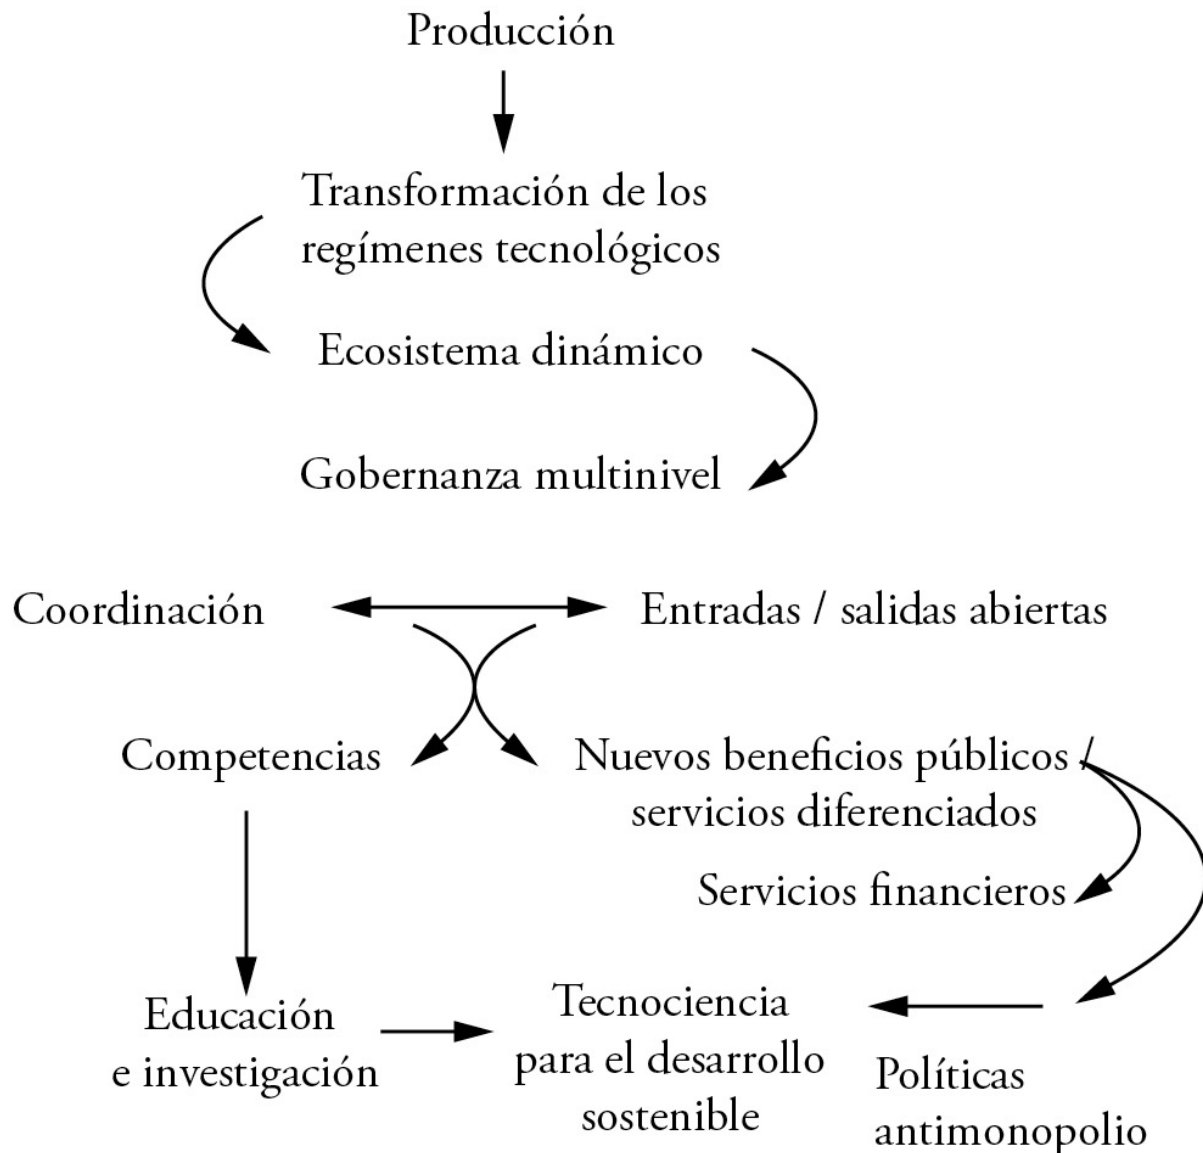 Producción
Transformación de los
regímenes tecnológicos
Ecosistema dinámico
Gobernanza multinivel
Coordinación
Entradas / salidas abiertas
Competencias
Nuevos beneficios públicos /
servicios diferenciados
Servicios financieros
Educación
e investigación
Tecnociencia
para el desarrollo
sostenible
Políticas
antimonopolio